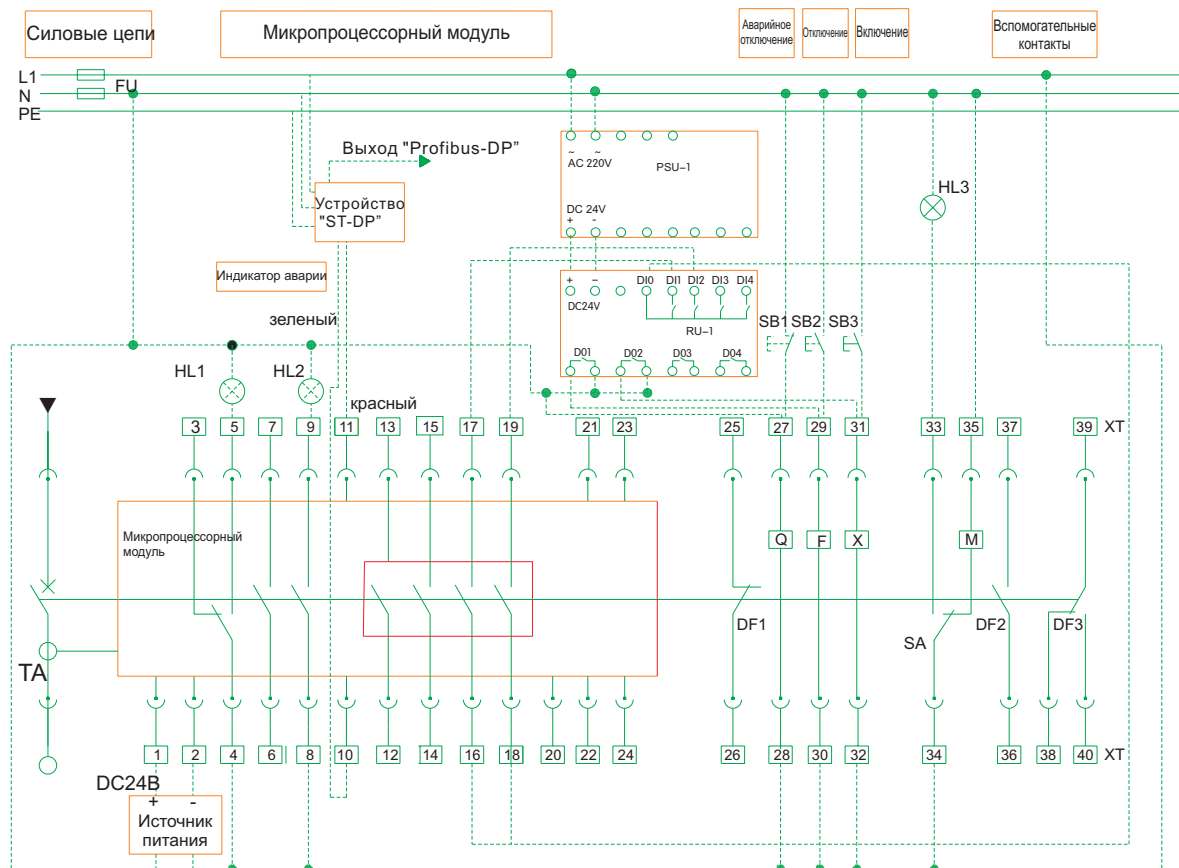 Силовые цепи
Микропроцессорный модуль
Аварийное
отключение
Отключение
Включение
Вспомогательные
контакты
L1
FU
N
PE
Выход "Profibus-DP"
~ ~
AC 220V
PSU-1
DC 24V
+ -
Устройство
"ST-DP"
HL3
Индикатор аварии
+ – DI0 DI1 DI2 DI3 DI4
DC24V
RU-1
зеленый
SB1 SB2 SB3
D01 D02 D03 D04
HL1 HL2
красный
3 5 7 9 11 13 15 17 19 21 23 25 27 29 31 33 35 37 39 XT
Микропроцессорный
модуль
Q F X M
DF1 SA DF2 DF3
TA
1 2 4 6 8 10 12 14 16 18 20 22 24 26 28 30 32 34 36 38 40 XT
DC24В
+ -
Источник
питания